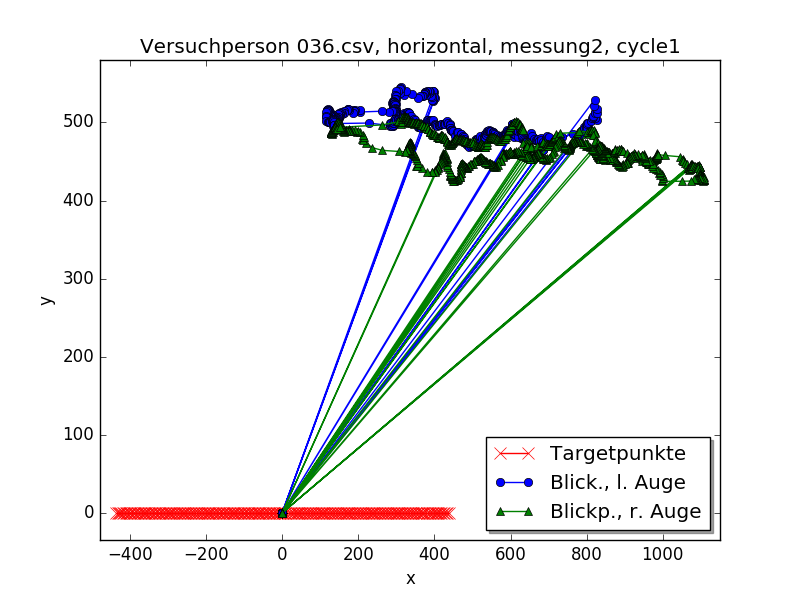 Versuchperson 036.csv, horizontal, messung2, cycle1
y
500
400
300
200
100
0
−400
−200
0
200
400
600
800
1000
x
Targetpunkte
Blick., l. Auge
Blickp., r. Auge